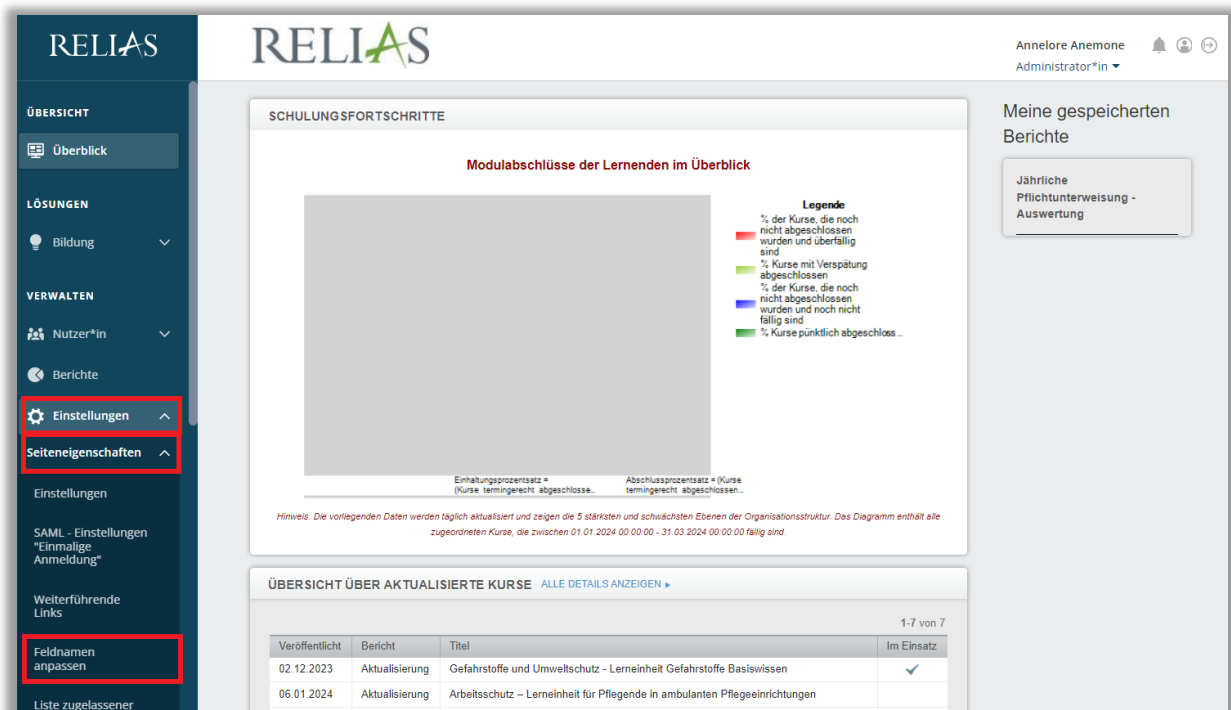 RELIAS
ÜBERSICHT
Überblick
LÖSUNGEN
Bildung
VERWALTEN
Nutzer*in
Berichte
Einstellungen
Seiteneigenschaften
Einstellungen
SAML - Einstellungen
"Einmalige
Anmeldung"
Weiterführende
Links
Feldnamen
anpassen
Liste zugelassener
RELIAS
Annelore Anemone
Administrator*in
SCHULUNGSFORTSCHRITTE
Modulabschlüsse der Lernenden im Überblick
Legende
% der Kurse, die noch
nicht abgeschlossen
wurden und überfällig
sind
% Kurse mit Verspätung
abgeschlossen
% der Kurse, die noch
nicht abgeschlossen
wurden und noch nicht
fällig sind
% Kurse pünktlich abgeschloss...
Einhaltungsprozentsatz =
(Kurse termingerecht abgeschlosse...
Abschlussprozentsatz = (Kurse
termingerecht abgeschlossen...
Hinweis: Die vorliegenden Daten werden täglich aktualisiert und zeigen die 5 stärksten und schwächsten Ebenen der Organisationsstruktur. Das Diagramm enthält alle
zugeordneten Kurse, die zwischen 01.01.2024 00:00:00 - 31.03.2024 00:00:00 fällig sind.
ÜBERSICHT ÜBER AKTUALISIERTE KURSE ALLE DETAILS ANZEIGEN
1-7 von 7
Veröffentlicht Bericht Titel Im Einsatz
02.12.2023 Aktualisierung Gefahrstoffe und Umweltschutz - Lerneinheit Gefahrstoffe Basiswissen
06.01.2024 Aktualisierung Arbeitsschutz – Lerneinheit für Pflegende in ambulanten Pflegeeinrichtungen
Meine gespeicherten
Berichte
Jährliche
Pflichtunterweisung -
Auswertung